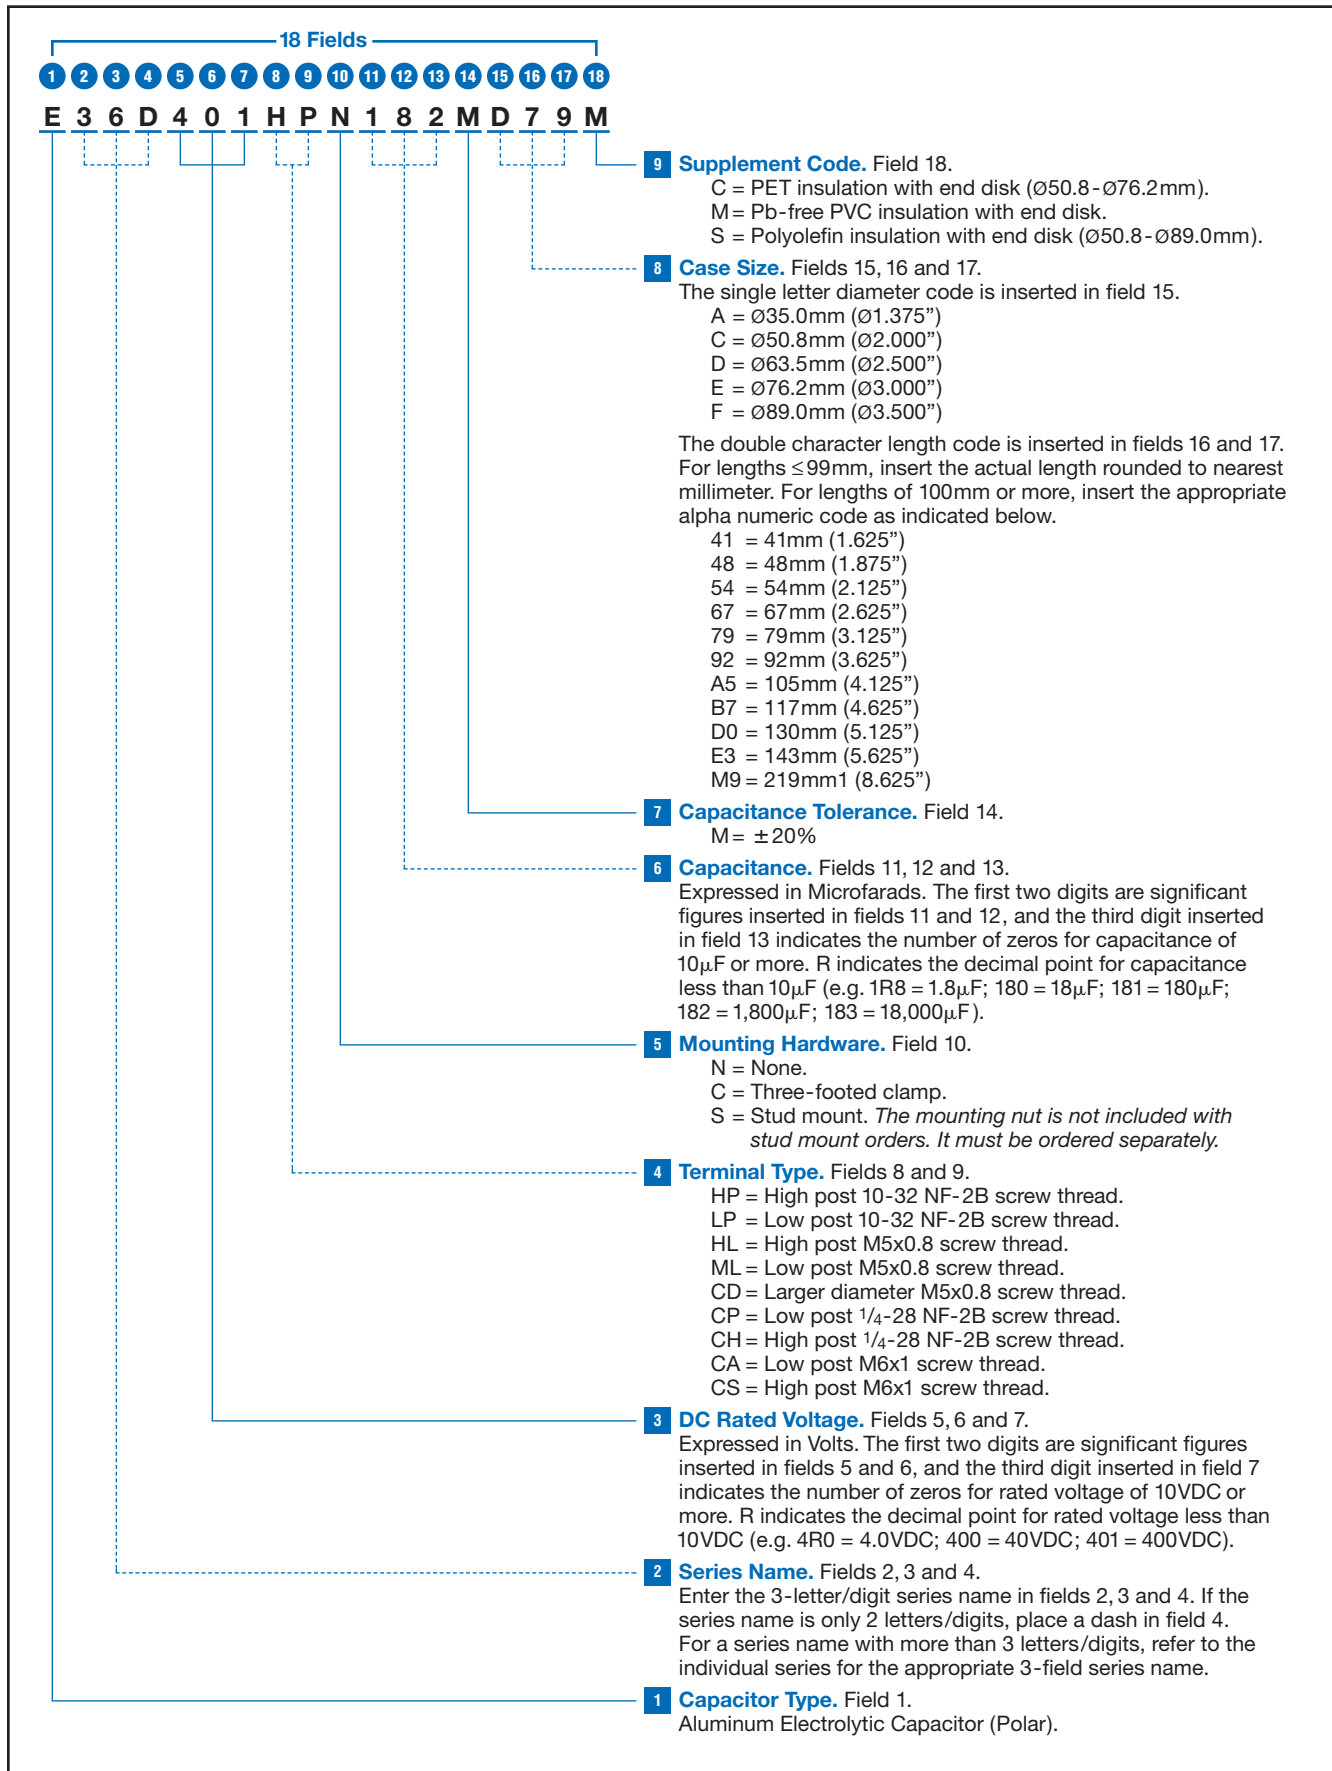 18 Fields
1 2 3 4 5 6 7 8 9 10 11 12 13 14 15 16 17 18
E 3 6 D 4 0 1 H P N 1 8 2 M D 7 9 M
9 Supplement Code. Field 18.
C = PET insulation with end disk (Ø50.8-Ø76.2mm).
M = Pb-free PVC insulation with end disk.
S = Polyolefin insulation with end disk (Ø50.8-Ø89.0mm).
8 Case Size. Fields 15, 16 and 17.
The single letter diameter code is inserted in field 15.
A = Ø35.0mm (Ø1.375”)
C = Ø50.8mm (Ø2.000”)
D = Ø63.5mm (Ø2.500”)
E = Ø76.2mm (Ø3.000”)
F = Ø89.0mm (Ø3.500”)
The double character length code is inserted in fields 16 and 17.
For lengths ≤99mm, insert the actual length rounded to nearest
millimeter. For lengths of 100mm or more, insert the appropriate
alpha numeric code as indicated below.
41 = 41mm (1.625”)
48 = 48mm (1.875”)
54 = 54mm (2.125”)
67 = 67mm (2.625”)
79 = 79mm (3.125”)
92 = 92mm (3.625”)
A5 = 105mm (4.125”)
B7 = 117mm (4.625”)
D0 = 130mm (5.125”)
E3 = 143mm (5.625”)
M9 = 219mm1 (8.625”)
7 Capacitance Tolerance. Field 14.
M = ±20%
6 Capacitance. Fields 11, 12 and 13.
Expressed in Microfarads. The first two digits are significant
figures inserted in fields 11 and 12, and the third digit inserted
in field 13 indicates the number of zeros for capacitance of
10µF or more. R indicates the decimal point for capacitance
less than 10µF (e.g. 1R8 = 1.8µF; 180 = 18µF; 181 = 180µF;
182 = 1,800µF; 183 = 18,000µF).
5 Mounting Hardware. Field 10.
N = None.
C = Three-footed clamp.
S = Stud mount. The mounting nut is not included with
stud mount orders. It must be ordered separately.
4 Terminal Type. Fields 8 and 9.
HP = High post 10-32 NF-2B screw thread.
LP = Low post 10-32 NF-2B screw thread.
HL = High post M5x0.8 screw thread.
ML = Low post M5x0.8 screw thread.
CD = Larger diameter M5x0.8 screw thread.
CP = Low post 1/4-28 NF-2B screw thread.
CH = High post 1/4-28 NF-2B screw thread.
CA = Low post M6x1 screw thread.
CS = High post M6x1 screw thread.
3 DC Rated Voltage. Fields 5, 6 and 7.
Expressed in Volts. The first two digits are significant figures
inserted in fields 5 and 6, and the third digit inserted in field 7
indicates the number of zeros for rated voltage of 10VDC or
more. R indicates the decimal point for rated voltage less than
10VDC (e.g. 4R0 = 4.0VDC; 400 = 40VDC; 401 = 400VDC).
2 Series Name. Fields 2, 3 and 4.
Enter the 3-letter/digit series name in fields 2, 3 and 4. If the
series name is only 2 letters/digits, place a dash in field 4.
For a series name with more than 3 letters/digits, refer to the
individual series for the appropriate 3-field series name.
1 Capacitor Type. Field 1.
Aluminum Electrolytic Capacitor (Polar).